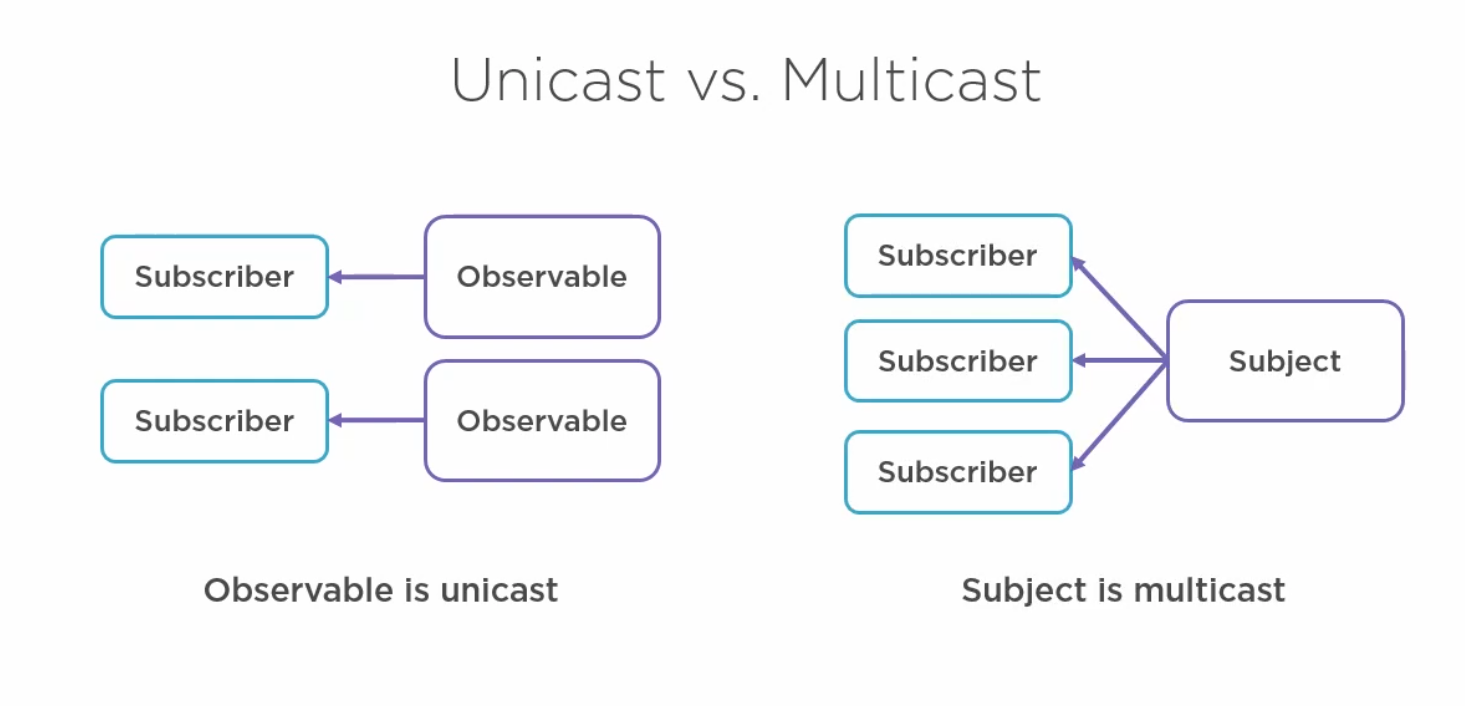 Unicast vs. Multicast
Subscriber
Observable
Subscriber
Observable
Observable is unicast
Subscriber
Subscriber
Subscriber
Subject
Subject is multicast